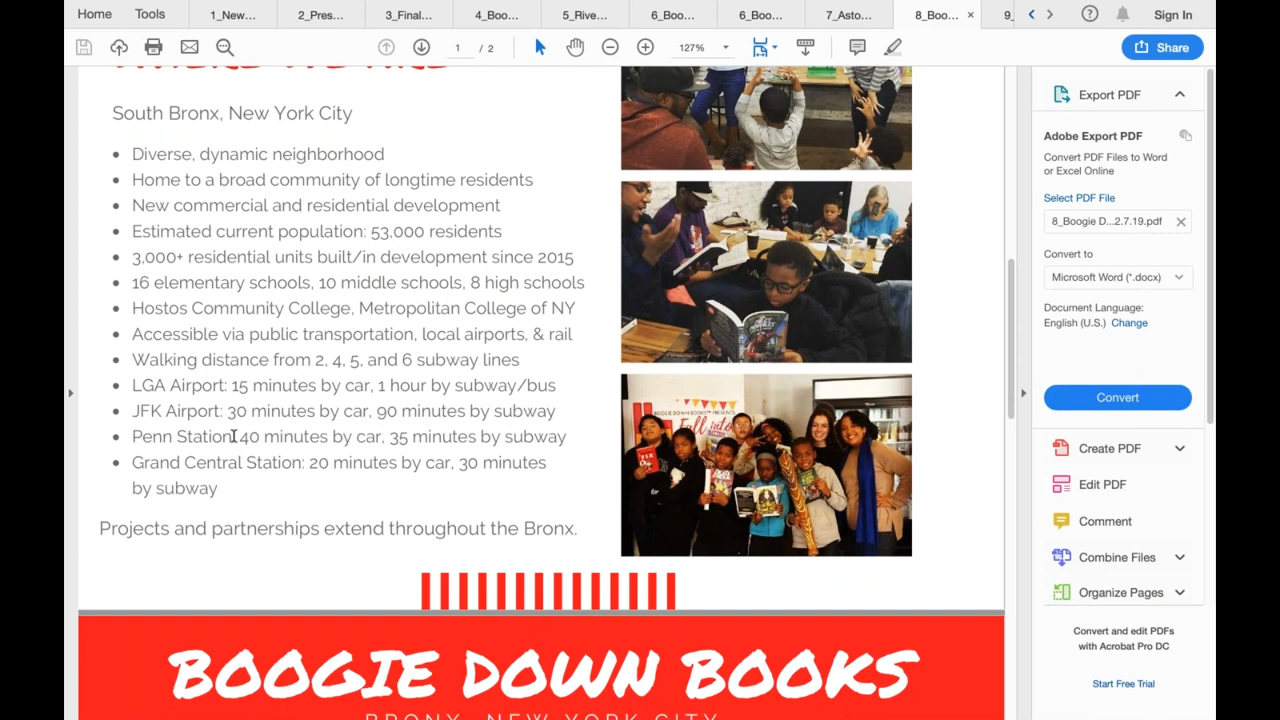 Home
Tools
1_New...
2_Pres...
3_Final...
4_Boo...
5_Rive...
6_Boo...
6_Boo...
7_Asto...
8_Boo...
9_
Sign In
1 / 2
127%
Share
South Bronx, New York City
• Diverse, dynamic neighborhood
• Home to a broad community of longtime residents
• New commercial and residential development
• Estimated current population: 53,000 residents
• 3,000+ residential units built/in development since 2015
• 16 elementary schools, 10 middle schools, 8 high schools
• Hostos Community College, Metropolitan College of NY
• Accessible via public transportation, local airports, & rail
• Walking distance from 2, 4, 5, and 6 subway lines
• LGA Airport: 15 minutes by car, 1 hour by subway/bus
• JFK Airport: 30 minutes by car, 90 minutes by subway
• Penn Station: 40 minutes by car, 35 minutes by subway
• Grand Central Station: 20 minutes by car, 30 minutes
by subway
Projects and partnerships extend throughout the Bronx.
BOOGIE DOWN BOOKS PRESENTS
BOOGIE DOWN BOOKS
BRONX, NEW YORK CITY
Export PDF
Adobe Export PDF
Convert PDF Files to Word
or Excel Online
Select PDF File
8_Boogie D...2.7.19.pdf
Convert to
Microsoft Word (*.docx)
Document Language:
English (U.S.) Change
Convert
Create PDF
Edit PDF
Comment
Combine Files
Organize Pages
Convert and edit PDFs
with Acrobat Pro DC
Start Free Trial